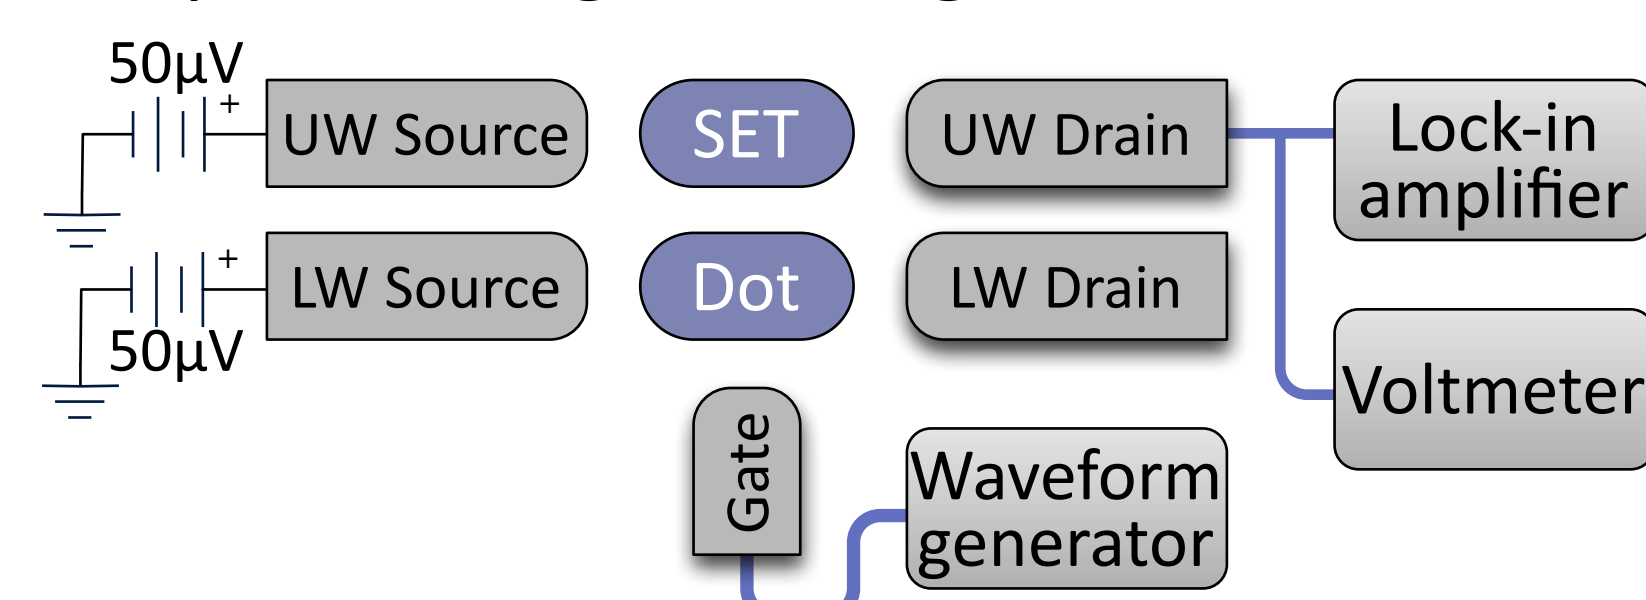 50µV
+
UW Source
SET
UW Drain
Lock-in
amplifier
+
50µV
LW Source
Dot
LW Drain
Voltmeter
Gate
Waveform
generator